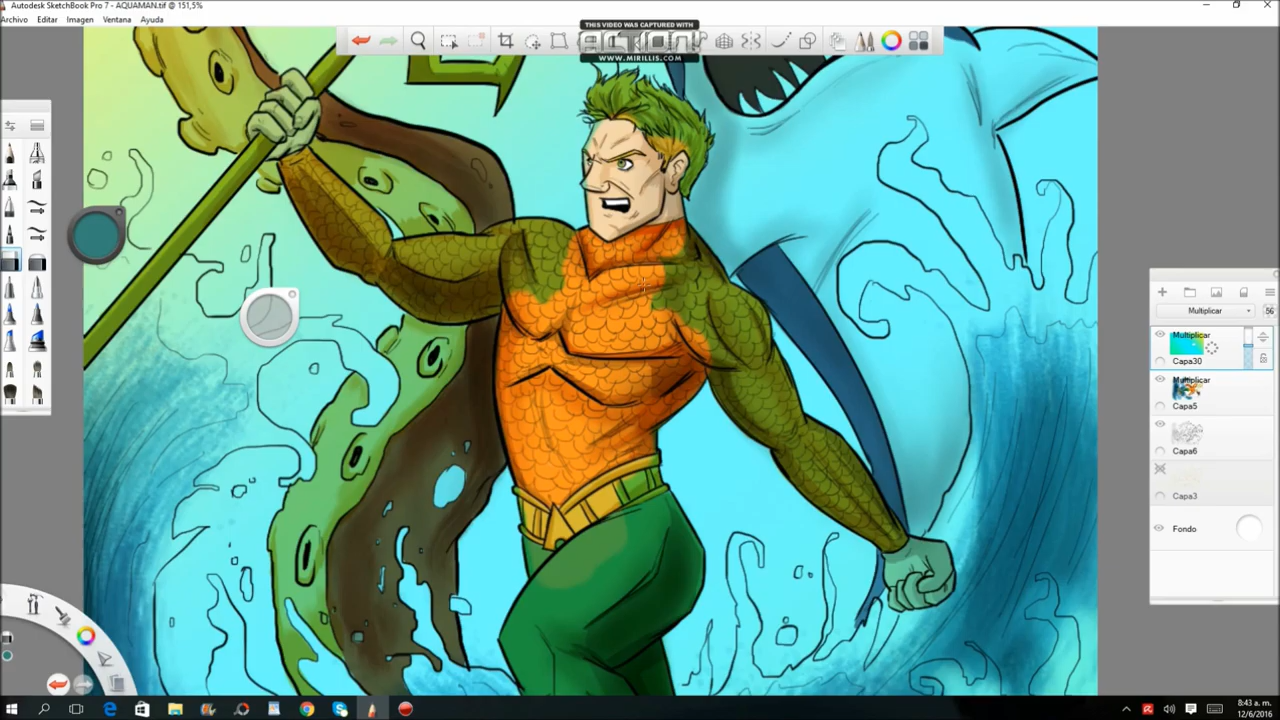 Autodesk SketchBook Pro 7 - AQUAMAN.tif @ 151,5%
Archivo Editar Imagen Ventana Ayuda
THIS VIDEO WAS CAPTURED WITH
WWW.MIRILLIS.COM
Multiplicar 56
Multiplicar
Capa30
Multiplicar
Capa5
Capa6
Capa3
Fondo
8:43 a. m.
12/6/2016